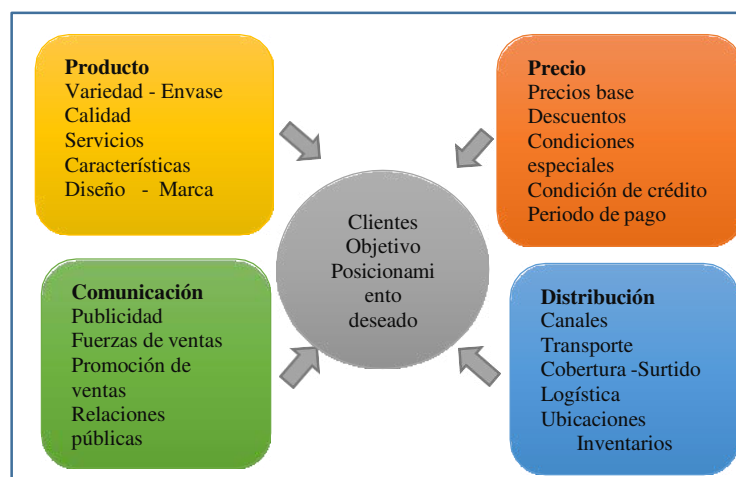 Producto
Variedad - Envase
Calidad
Servicios
Características
Diseño - Marca
Precio
Precios base
Descuentos
Condiciones
especiales
Condición de crédito
Periodo de pago
Clientes
Objetivo
Posicionami
ento
deseado
Comunicación
Publicidad
Fuerzas de ventas
Promoción de
ventas
Relaciones
públicas
Distribución
Canales
Transporte
Cobertura -Surtido
Logística
Ubicaciones
Inventarios